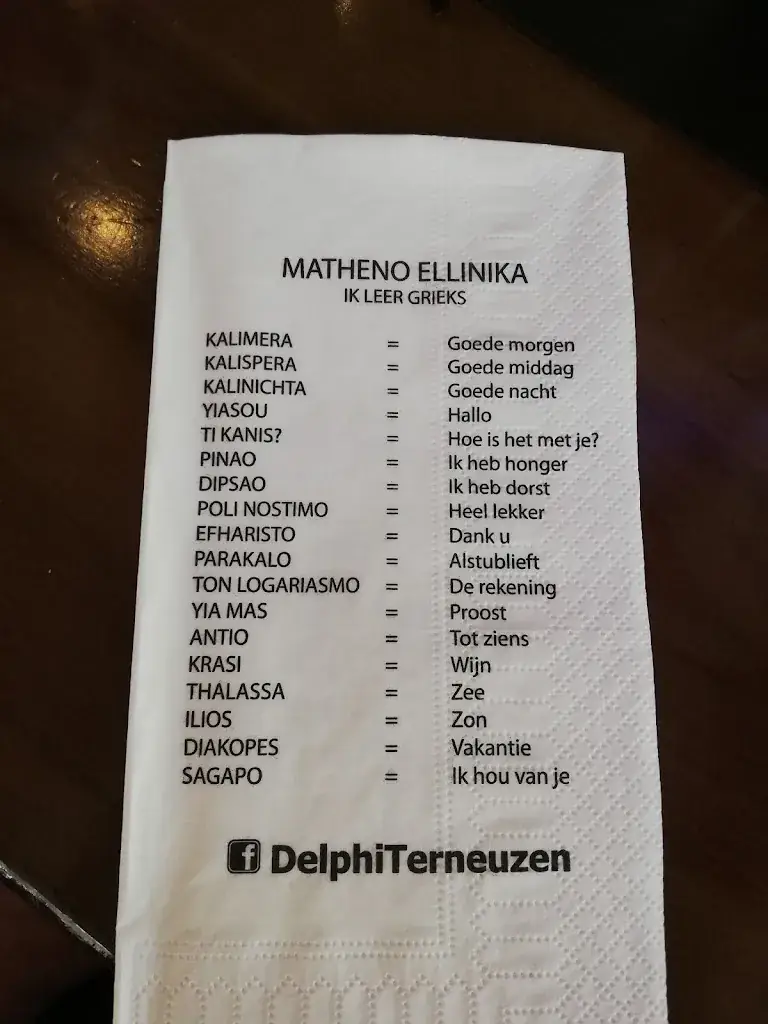 MATHENO ELLINIKA
IK LEER GRIEKS
KALIMERA = Goede morgen
KALISPERA = Goede middag
KALINICHTA = Goede nacht
YIASOU = Hallo
TI KANIS? = Hoe is het met je?
PINAO = Ik heb honger
DIPSAO = Ik heb dorst
POLI NOSTIMO = Heel lekker
EFHARISTO = Dank u
PARAKALO = Alstublieft
TON LOGARIASMO = De rekening
YIA MAS = Proost
ANTIO = Tot ziens
KRASI = Wijn
THALASSA = Zee
ILIOS = Zon
DIAKOPES = Vakantie
SAGAPO = Ik hou van je
f DelphiTerneuzen